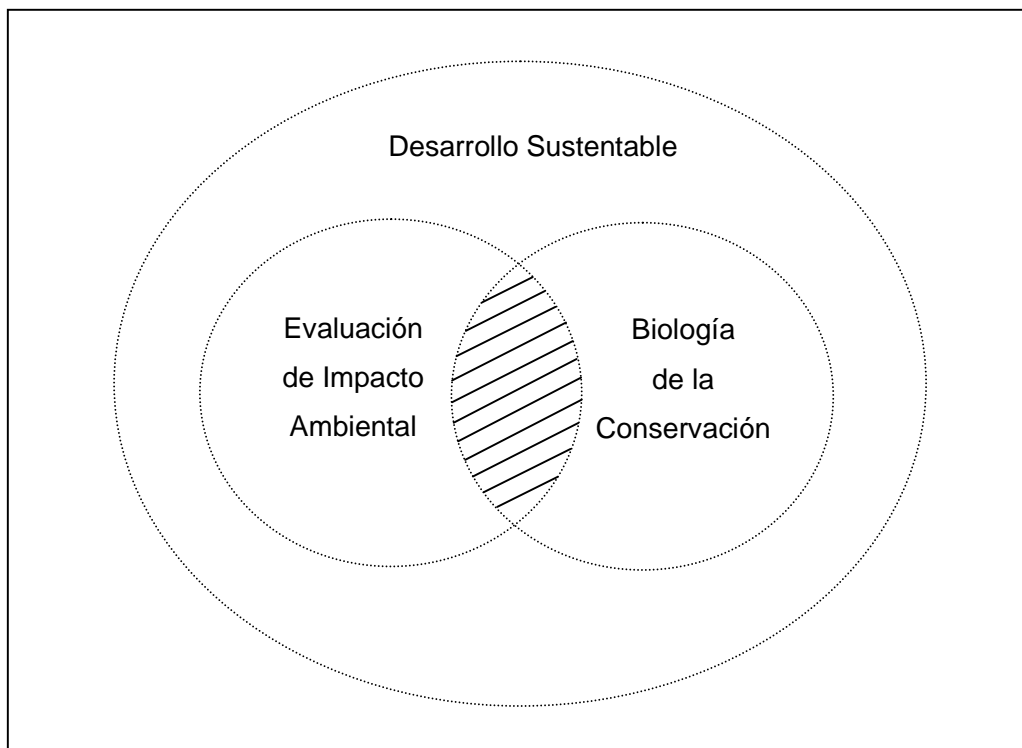 Desarrollo Sustentable
Evaluación
de Impacto
Ambiental
Biología
de la
Conservación